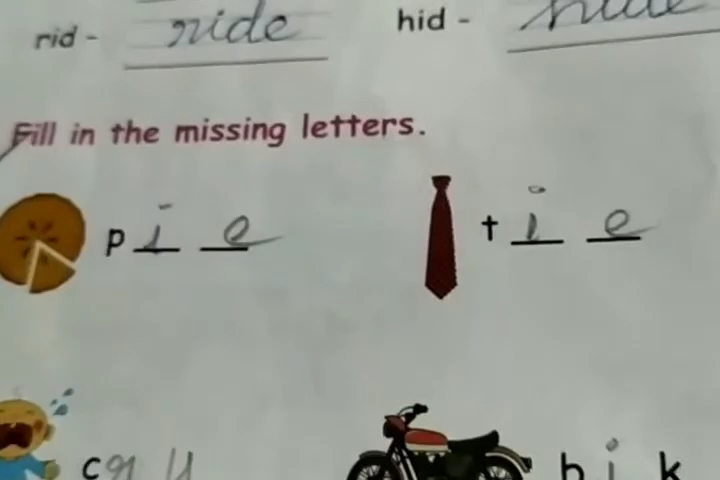 rid - ride hid - hide
Fill in the missing letters.
p i e t i e
c r y b i k